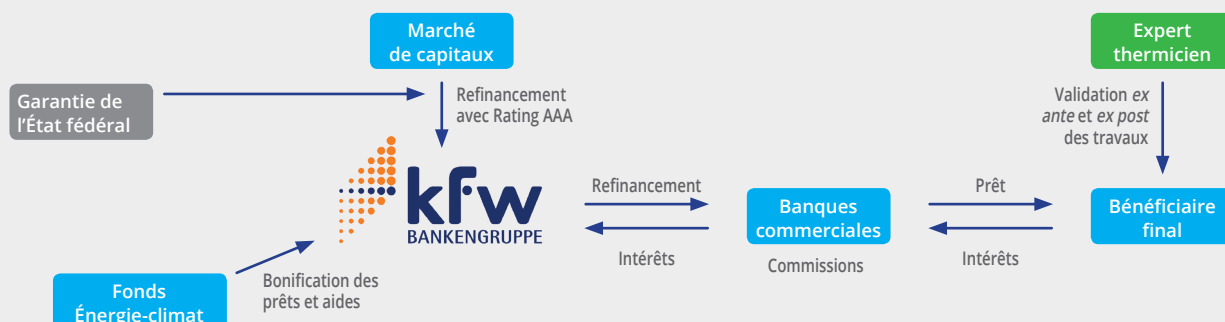 Marché
de capitaux
Expert
thermicien
Garantie de
l'État fédéral
Refinancement
avec Rating AAA
Validation ex
ante et ex post
des travaux
kfw
BANKENGRUPPE
Refinancement
Intérêts
Banques
commerciales
Commissions
Prêt
Intérêts
Bénéficiaire
final
Bonification des
prêts et aides
Fonds
Énergie-climat